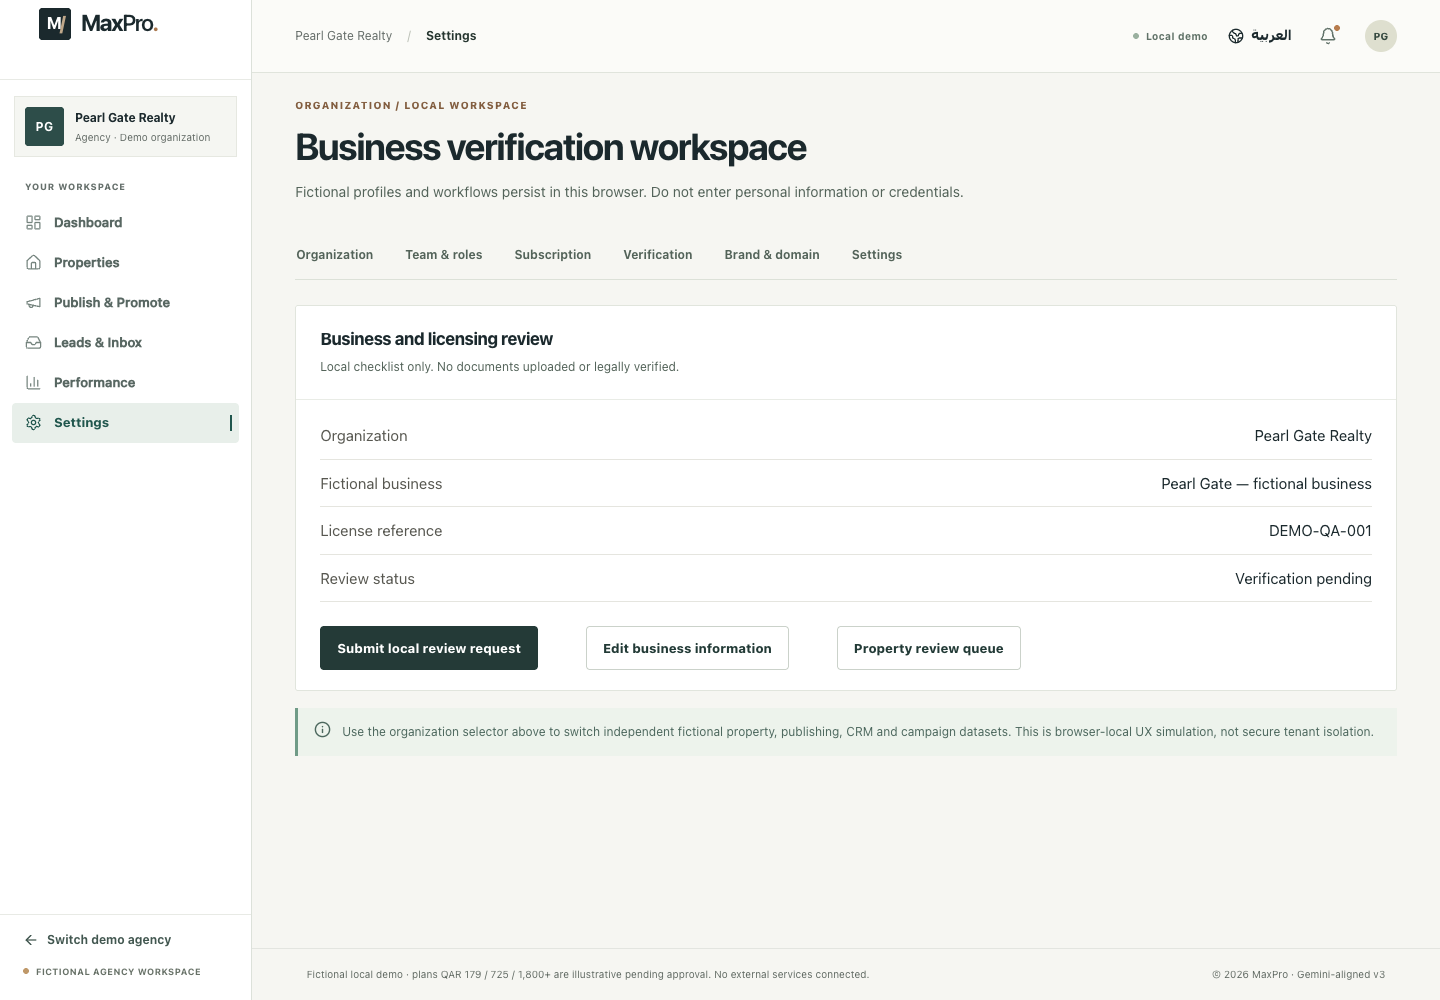 MaxPro.
Pearl Gate Realty / Settings
Local demo
العربية
PG
PG
Pearl Gate Realty
Agency · Demo organization
YOUR WORKSPACE
Dashboard
Properties
Publish & Promote
Leads & Inbox
Performance
Settings
Switch demo agency
FICTIONAL AGENCY WORKSPACE
ORGANIZATION / LOCAL WORKSPACE
Business verification workspace
Fictional profiles and workflows persist in this browser. Do not enter personal information or credentials.
Organization Team & roles Subscription Verification Brand & domain Settings
Business and licensing review
Local checklist only. No documents uploaded or legally verified.
Organization Pearl Gate Realty
Fictional business Pearl Gate — fictional business
License reference DEMO-QA-001
Review status Verification pending
Submit local review request Edit business information Property review queue
Use the organization selector above to switch independent fictional property, publishing, CRM and campaign datasets. This is browser-local UX simulation, not secure tenant isolation.
Fictional local demo · plans QAR 179 / 725 / 1,800+ are illustrative pending approval. No external services connected.
© 2026 MaxPro · Gemini-aligned v3